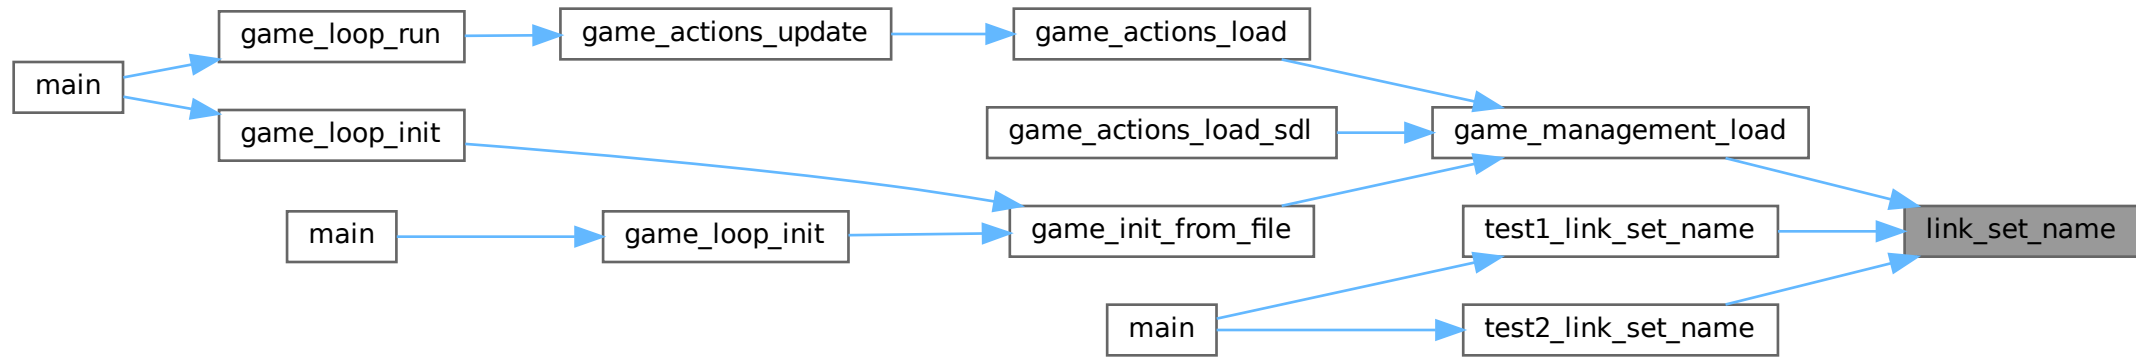 main
game_loop_run
game_actions_update
game_actions_load
game_loop_init
game_actions_load_sdl
game_management_load
main
game_loop_init
game_init_from_file
test1_link_set_name
link_set_name
main
test2_link_set_name